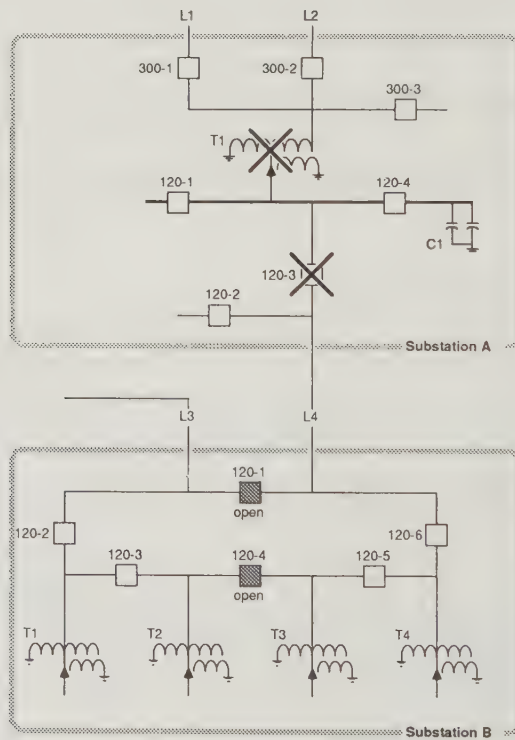 L1 L2
300-1 300-2
300-3
T1
120-1 120-4
C1
120-3
120-2
Substation A
L3 L4
120-1
open
120-2 120-6
120-3 120-4 120-5
open
T1 T2 T3 T4
Substation B